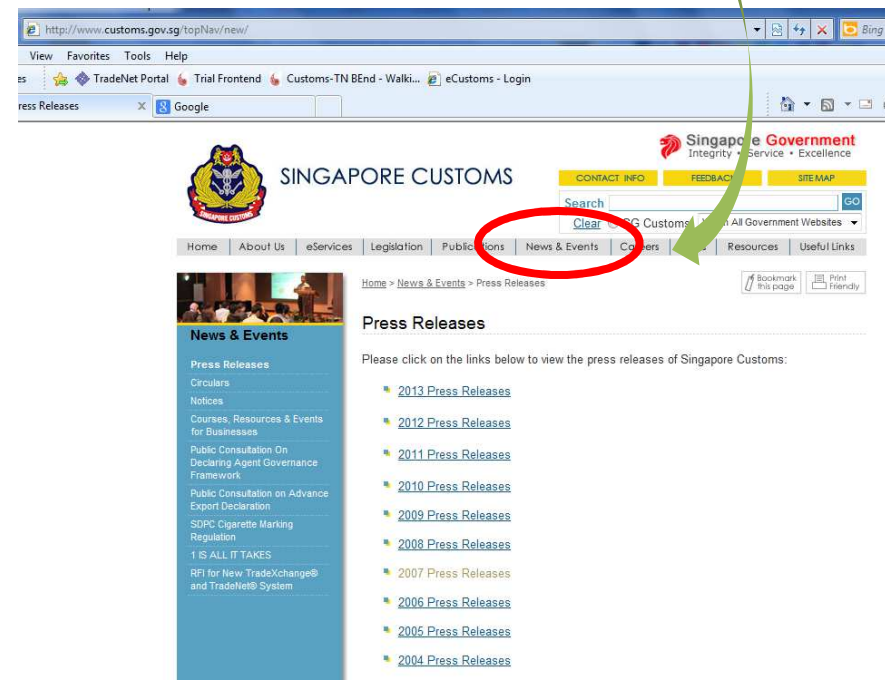 http://www.customs.gov.sg/topNav/new/
Bing
View Favorites Tools Help
es TradeNet Portal Trial Frontend Customs-TN BEnd - Walki... eCustoms - Login
ress Releases X Google
Singapore Government
Integrity • Service • Excellence
SINGAPORE CUSTOMS
SINGAPORE CUSTOMS
CONTACT INFO FEEDBACK SITE MAP
Search GO
Clear SG Customs All Government Websites
Home About Us eServices Legislation Publications News & Events Careers Resources Useful Links
Home > News & Events > Press Releases
Bookmark this page
Print Friendly
News & Events
Press Releases
Circulars
Notices
Courses, Resources & Events
for Businesses
Public Consultation On
Declaring Agent Governance
Framework
Public Consultation on Advance
Export Declaration
SDPC Cigarette Marking
Regulation
1 IS ALL IT TAKES
RFI for New TradeXchange®
and TradeNet® System
Press Releases
Please click on the links below to view the press releases of Singapore Customs:
2013 Press Releases
2012 Press Releases
2011 Press Releases
2010 Press Releases
2009 Press Releases
2008 Press Releases
2007 Press Releases
2006 Press Releases
2005 Press Releases
2004 Press Releases